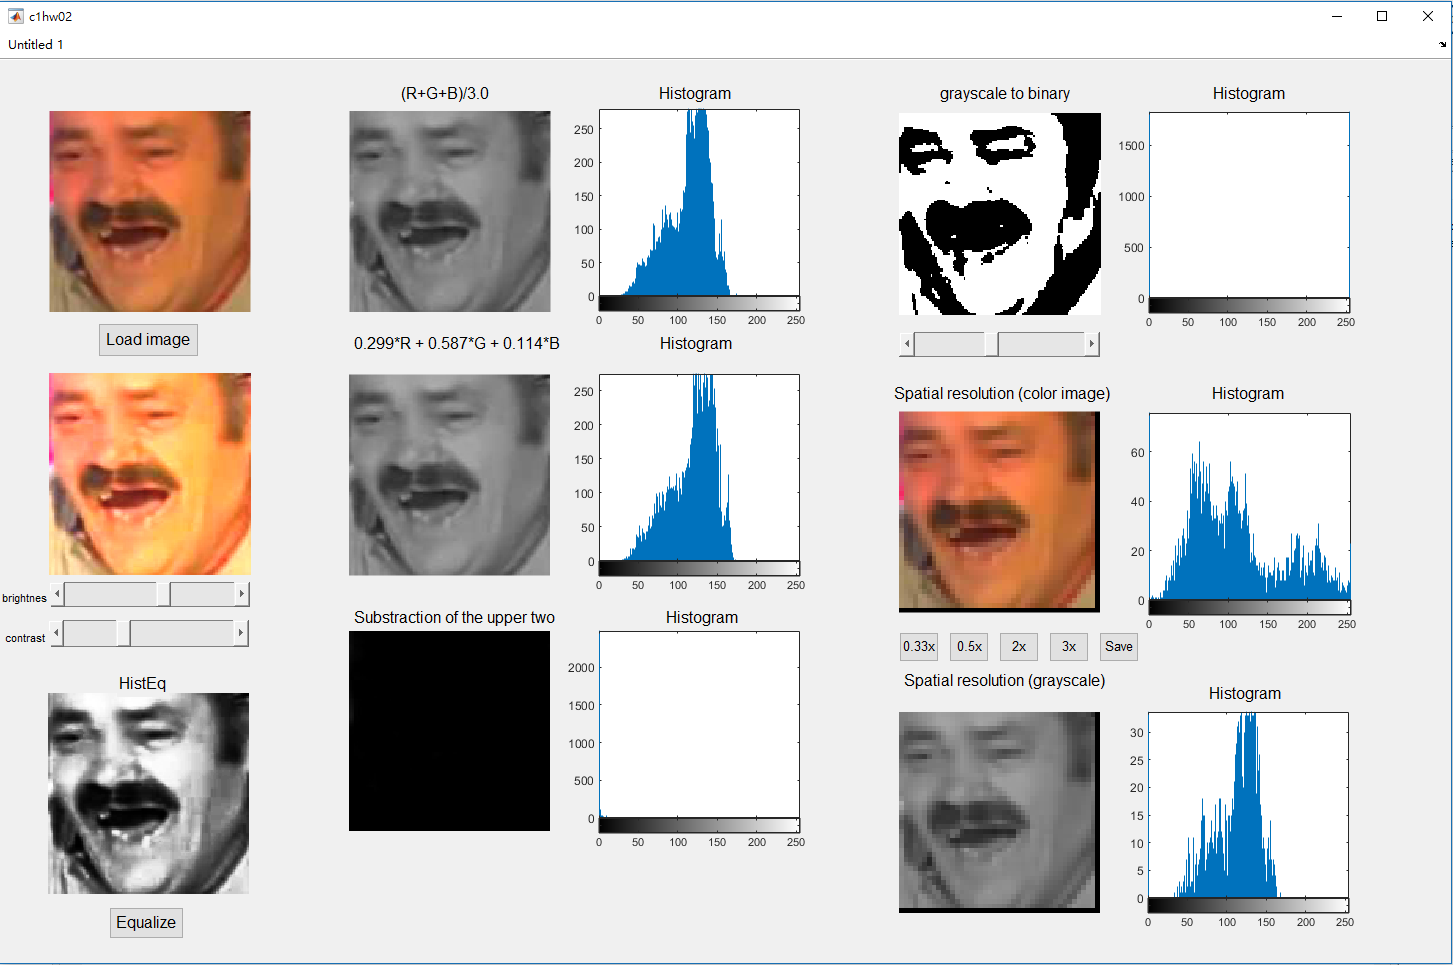 c1hw02
Untitled 1
(R+G+B)/3.0
Histogram
grayscale to binary
Histogram
250
200
150
100
50
0
0 50 100 150 200 250
1500
1000
500
0
0 50 100 150 200 250
Load image
0.299*R + 0.587*G + 0.114*B
Histogram
250
200
150
100
50
0
0 50 100 150 200 250
Spatial resolution (color image)
Histogram
60
40
20
0
0 50 100 150 200 250
brightnes
contrast
Substraction of the upper two
Histogram
2000
1500
1000
500
0
0 50 100 150 200 250
0.33x 0.5x 2x 3x Save
HistEq
Equalize
Spatial resolution (grayscale)
Histogram
30
25
20
15
10
5
0
0 50 100 150 200 250